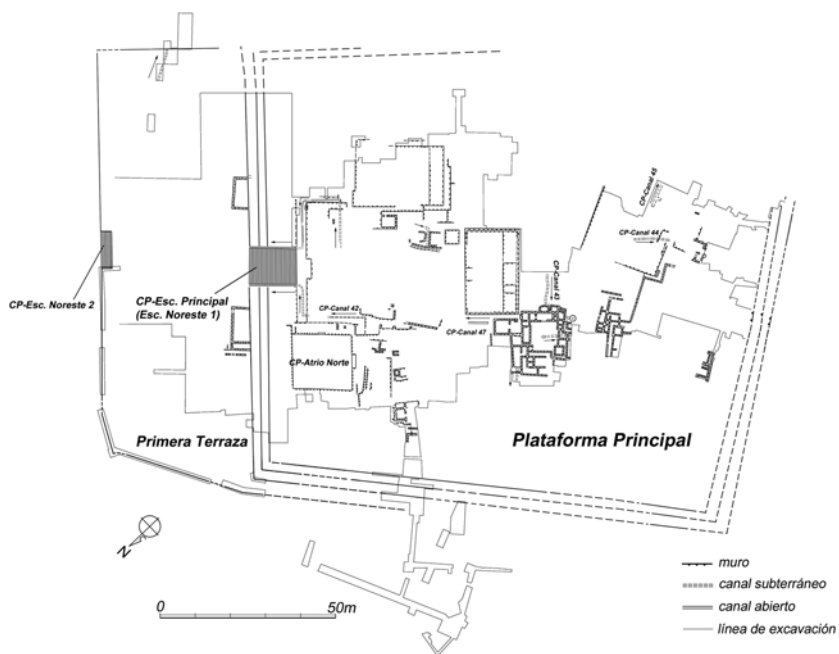 CP-Canal 45
CP-Canal 44
CP-Canal 43
CP-Esc. Noreste 2
CP-Esc. Principal
(Esc. Noreste 1)
CP-Canal 42
CP-Canal 47
CP-Atrio Norte
Primera Terraza
Plataforma Principal
N
0
50m
muro
canal subterráneo
canal abierto
línea de excavación